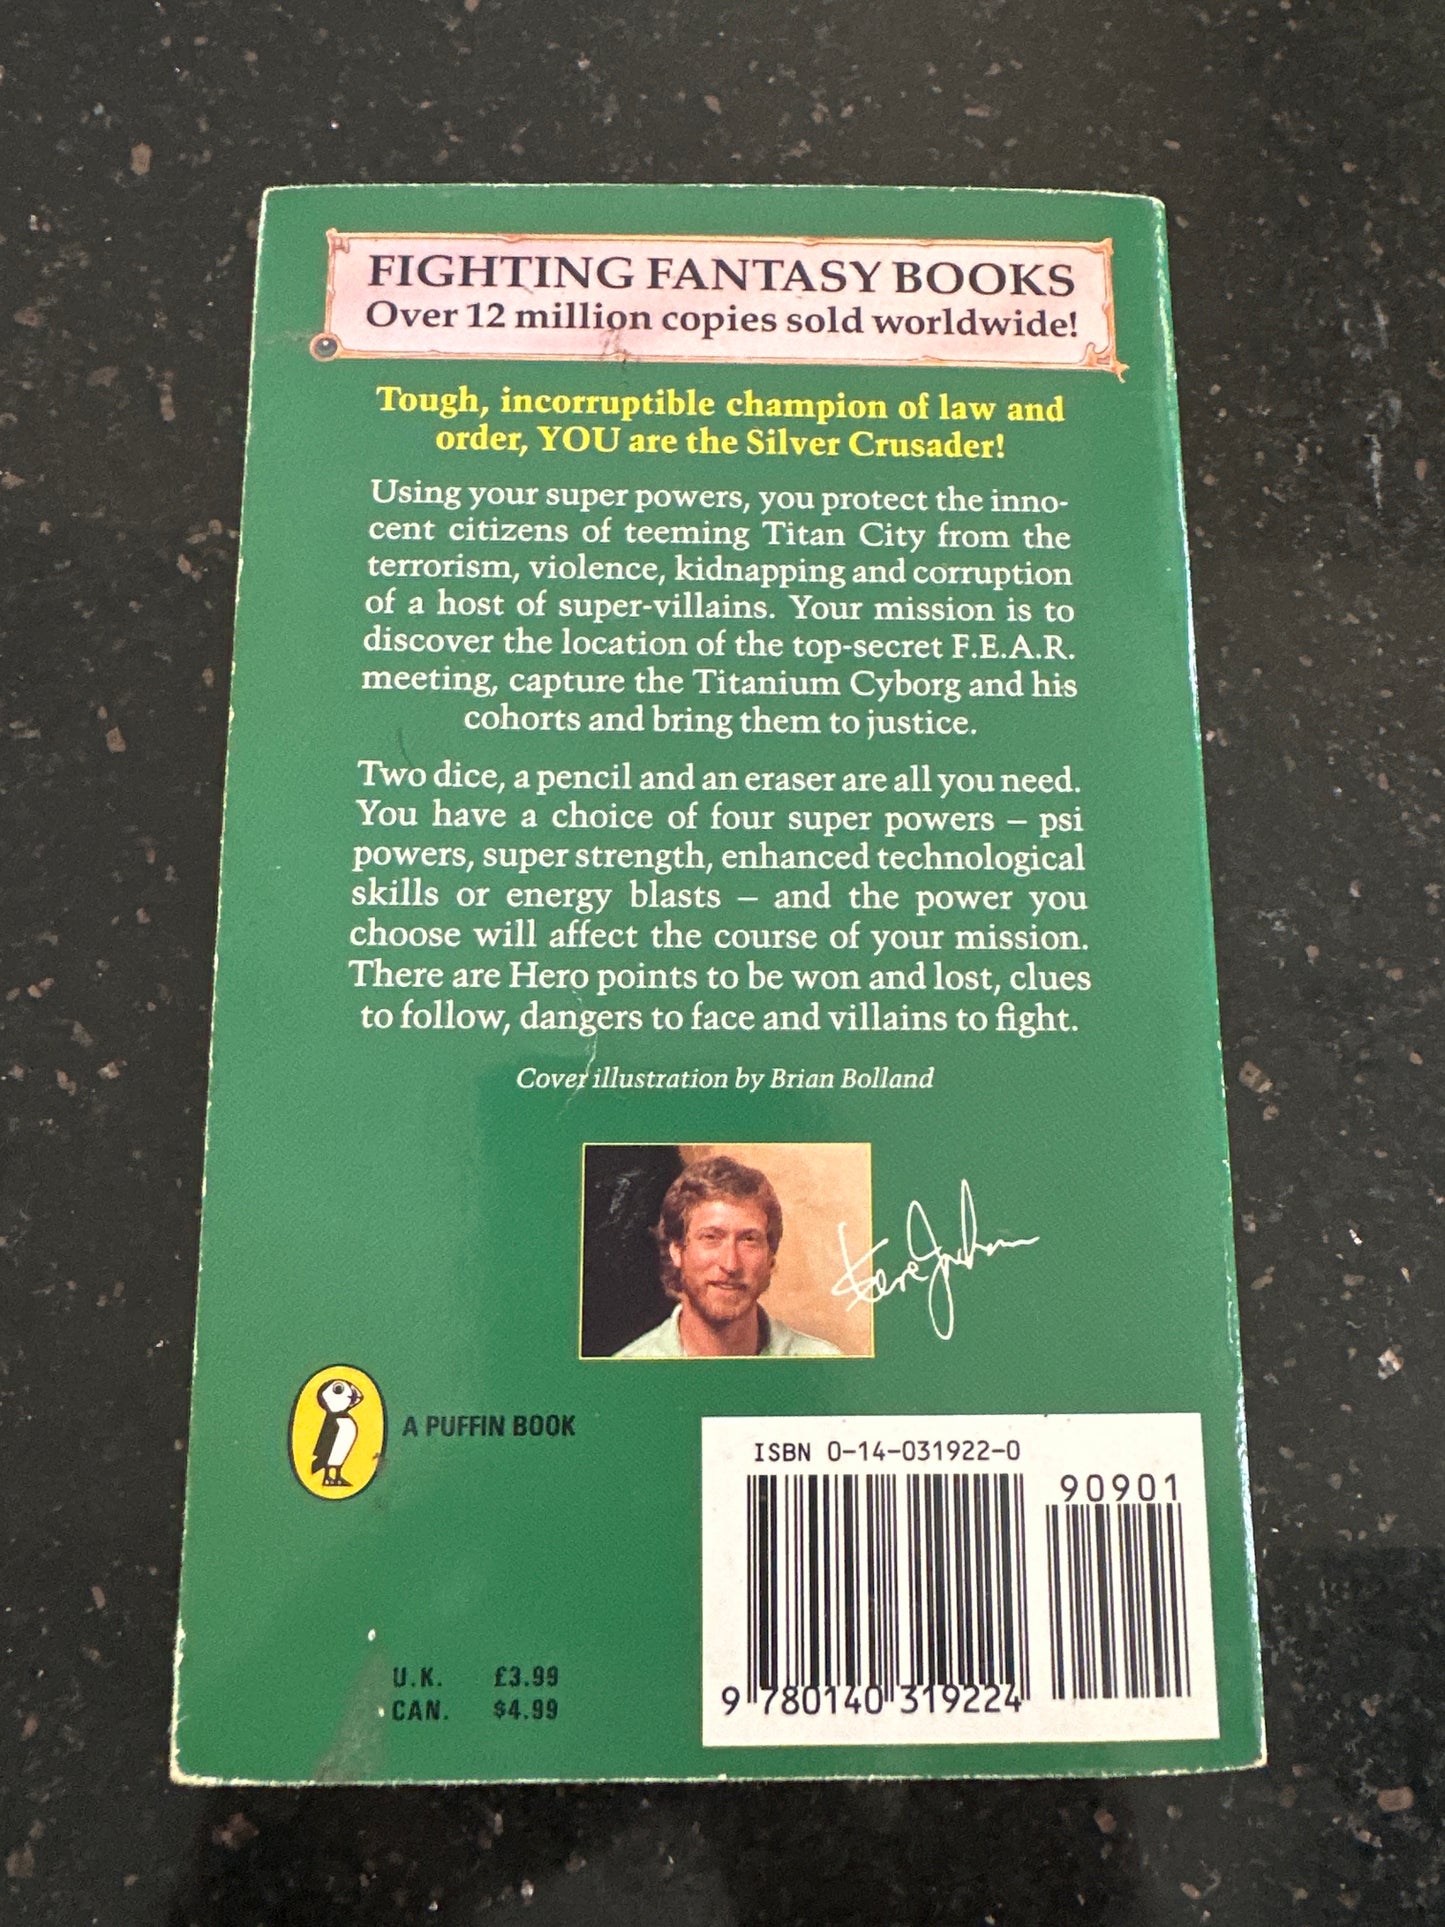 FIGHTING FANTASY BOOKS
Over 12 million copies sold worldwide!
Tough, incorruptible champion of law and
order, YOU are the Silver Crusader!
Using your super powers, you protect the inno-
cent citizens of teeming Titan City from the
terrorism, violence, kidnapping and corruption
of a host of super-villains. Your mission is to
discover the location of the top-secret F.E.A.R.
meeting, capture the Titanium Cyborg and his
cohorts and bring them to justice.
Two dice, a pencil and an eraser are all you need.
You have a choice of four super powers – psi
powers, super strength, enhanced technological
skills or energy blasts – and the power you
choose will affect the course of your mission.
There are Hero points to be won and lost, clues
to follow, dangers to face and villains to fight.
Cover illustration by Brian Bolland
Steve Jackson
A PUFFIN BOOK
ISBN 0-14-031922-0
90901
9 780140 319224
U.K. £3.99
CAN. $4.99